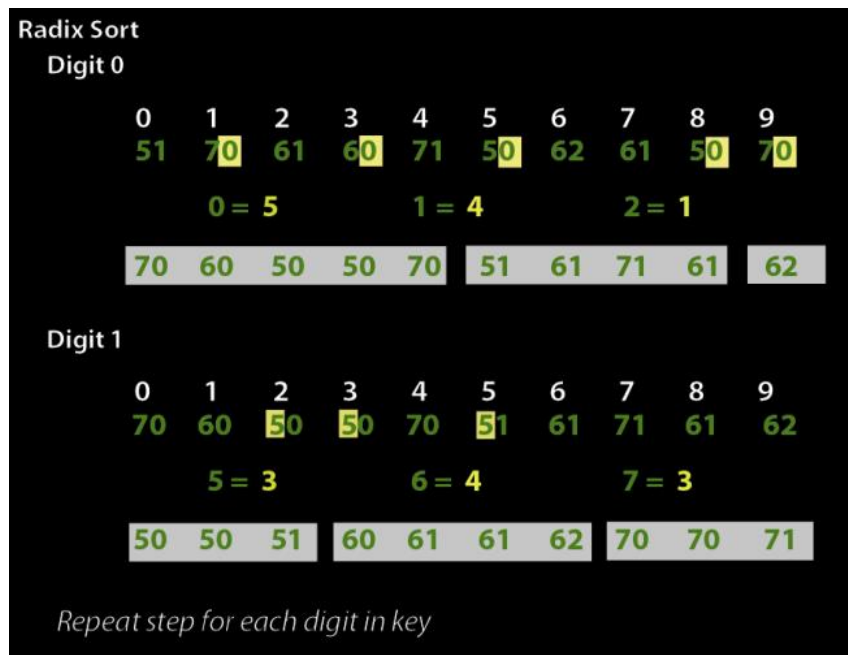 Radix Sort
Digit 0
0 1 2 3 4 5 6 7 8 9
51 70 61 60 71 50 62 61 50 70
0 = 5 1 = 4 2 = 1
70 60 50 50 70 51 61 71 61 62
Digit 1
0 1 2 3 4 5 6 7 8 9
70 60 50 50 70 51 61 71 61 62
5 = 3 6 = 4 7 = 3
50 50 51 60 61 61 62 70 70 71
Repeat step for each digit in key